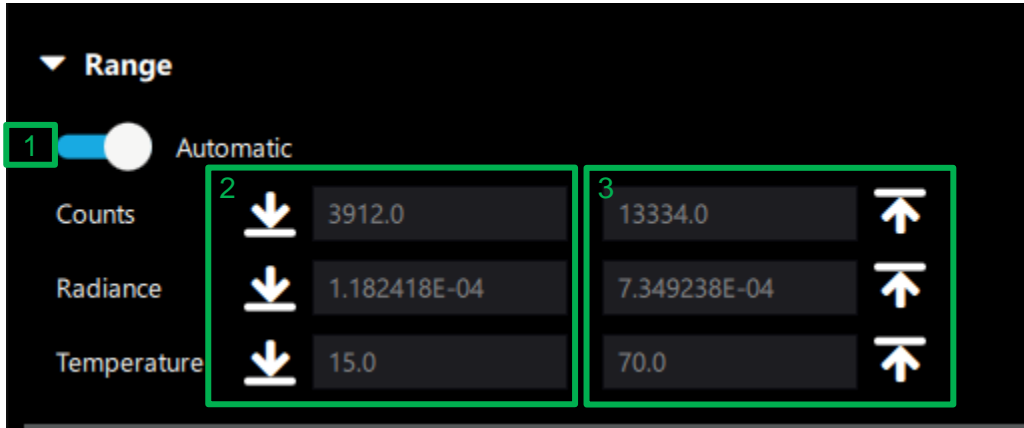 Range
1 Automatic
2 3
Counts 3912.0 13334.0
Radiance 1.182418E-04 7.349238E-04
Temperature 15.0 70.0